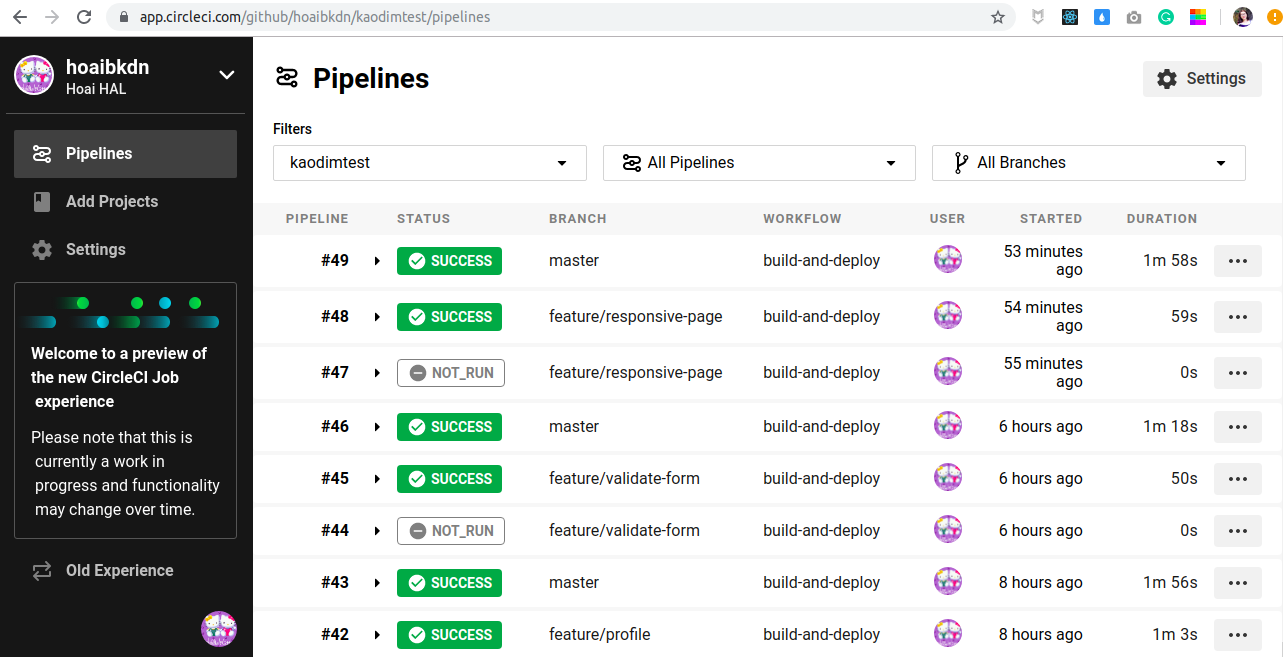 app.circleci.com/github/hoaibkdn/kaodimtest/pipelines
hoaibkdn
Hoai HAL
Pipelines
Add Projects
Settings
Welcome to a preview of
the new CircleCI Job
experience
Please note that this is
currently a work in
progress and functionality
may change over time.
Old Experience
Pipelines
Settings
Filters
kaodimtest
All Pipelines
All Branches
PIPELINE STATUS BRANCH WORKFLOW USER STARTED DURATION
#49 SUCCESS master build-and-deploy 53 minutes ago 1m 58s
#48 SUCCESS feature/responsive-page build-and-deploy 54 minutes ago 59s
#47 NOT_RUN feature/responsive-page build-and-deploy 55 minutes ago 0s
#46 SUCCESS master build-and-deploy 6 hours ago 1m 18s
#45 SUCCESS feature/validate-form build-and-deploy 6 hours ago 50s
#44 NOT_RUN feature/validate-form build-and-deploy 6 hours ago 0s
#43 SUCCESS master build-and-deploy 8 hours ago 1m 56s
#42 SUCCESS feature/profile build-and-deploy 8 hours ago 1m 3s